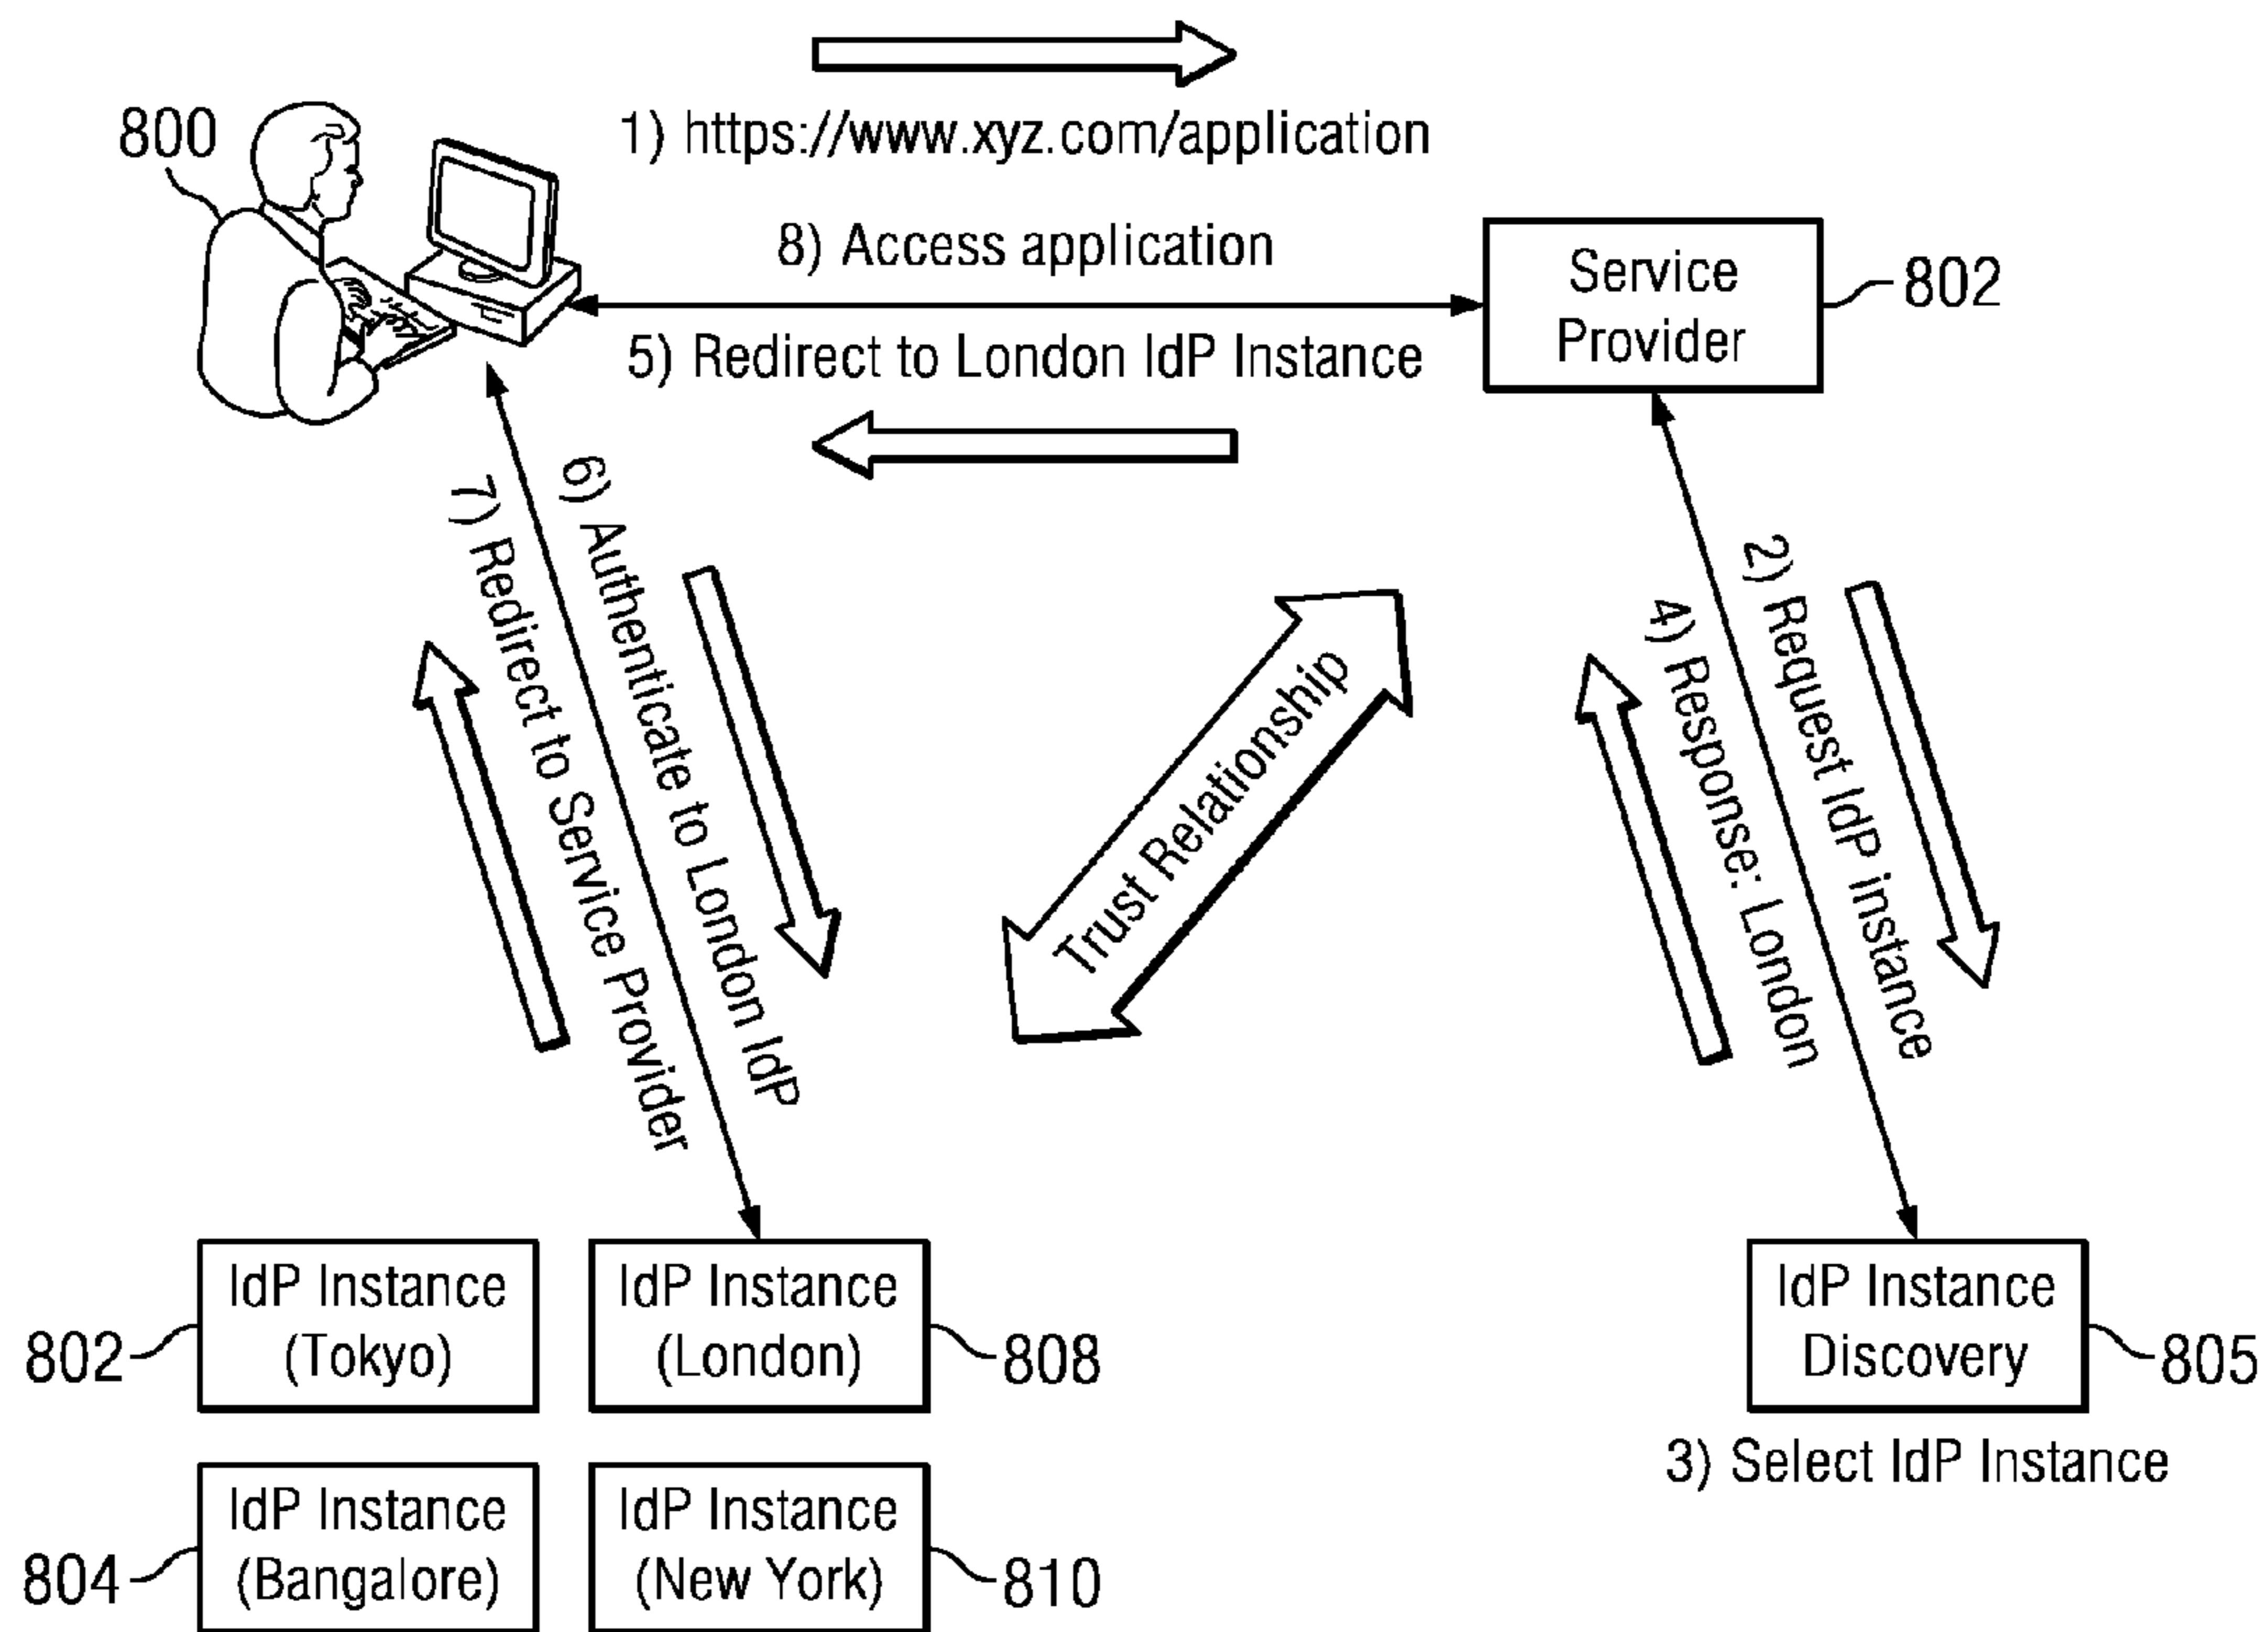 800
1) https://www.xyz.com/application
8) Access application
Service
Provider
802
5) Redirect to London IdP Instance
7) Redirect to Service Provider
6) Authenticate to London IdP
Trust Relationship
4) Response: London
2) Request IdP instance
IdP Instance
(Tokyo)
802
IdP Instance
(London)
808
IdP Instance
Discovery
805
3) Select IdP Instance
IdP Instance
(Bangalore)
804
IdP Instance
(New York)
810